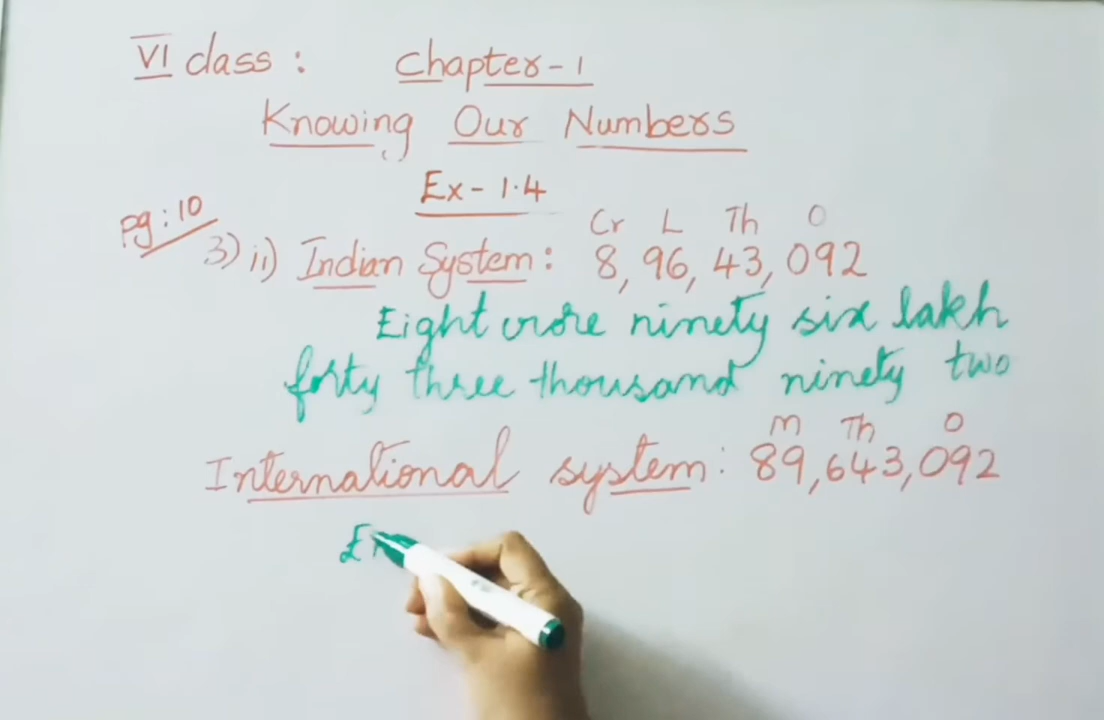 VI class : Chapter-1
Knowing Our Numbers
Ex-1.4
pg:10
Cr L Th O
3) ii) Indian System: 8,96,43,092
Eight crore ninety six lakh
forty three thousand ninety two
M Th O
International system: 89,643,092